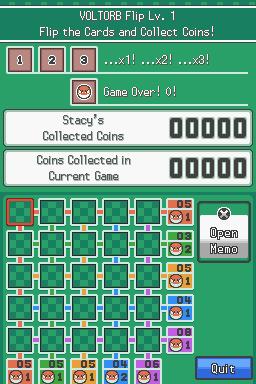 VOLTORB Flip Lv. 1
Flip the Cards and Collect Coins!
1 2 3 ...x1! ...x2! ...x3!
Game Over! 0!
Stacy's
Collected Coins
00000
Coins Collected in
Current Game
00000
05
1
03
2
05
1
04
1
08
1
Open
Memo
05
1
05
1
05
1
04
2
06
1
Quit